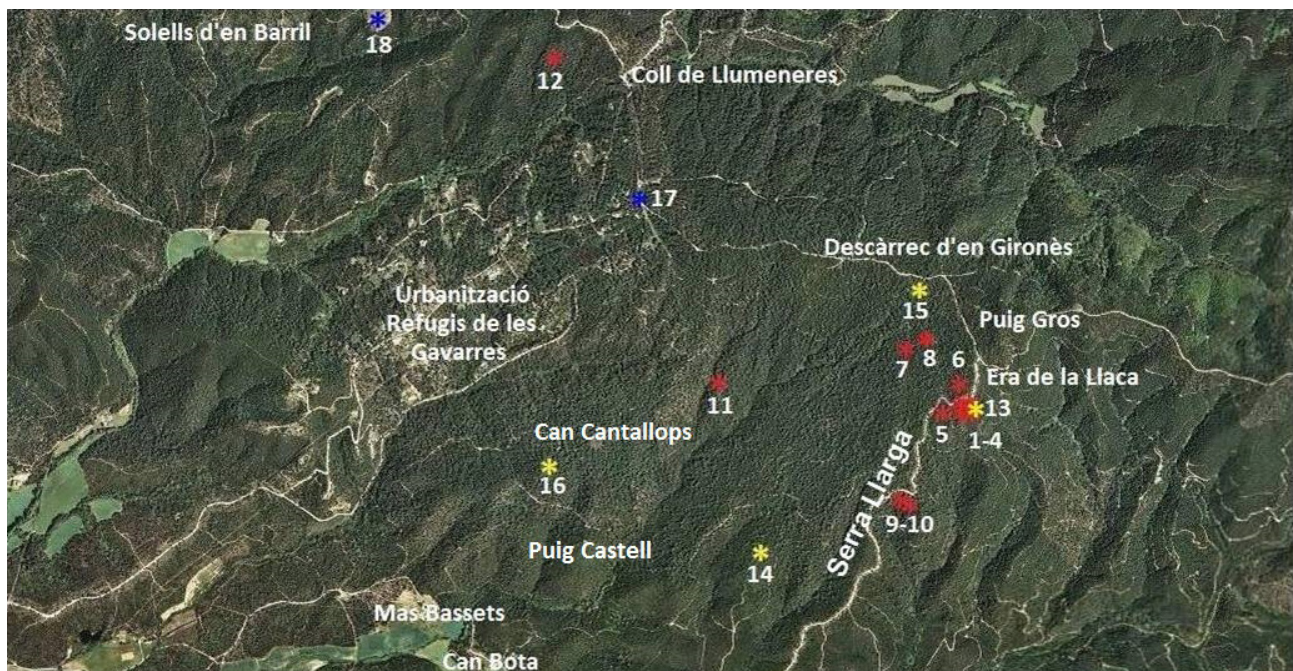 Solells d'en Barril
18
12
Coll de Llumeneres
17
Descàrrec d'en Gironès
Urbanització
Refugis de les
Gavarres
15
Puig Gros
7
8
6
Era de la Llaca
11
13
5
1-4
Can Cantallops
16
Serra Llarga
9-10
Puig Castell
14
Mas Bassets
Can Bota